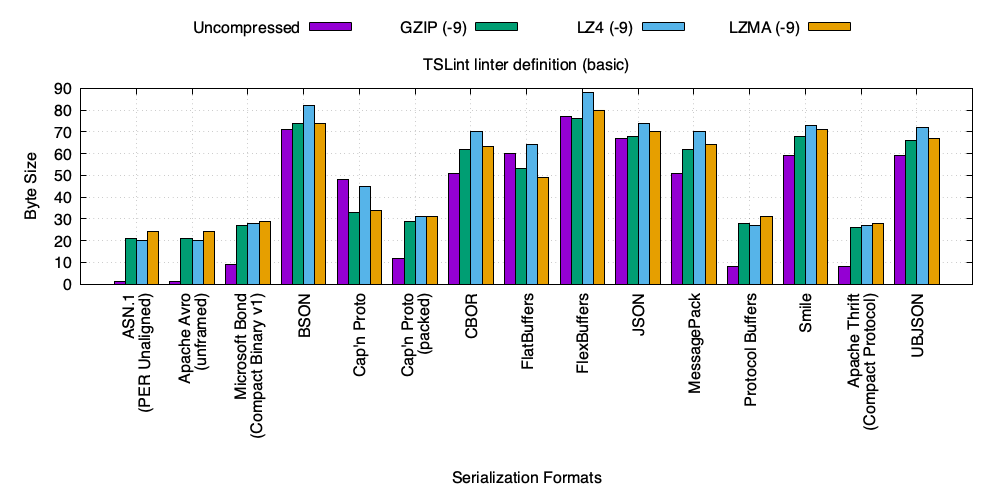 Uncompressed GZIP (-9) LZ4 (-9) LZMA (-9)
TSLint linter definition (basic)
90
80
70
60
50
40
30
20
10
0
Byte Size
ASN.1
(PER Unaligned)
Apache Avro
(unframed)
Microsoft Bond
(Compact Binary v1)
BSON
Cap'n Proto
Cap'n Proto
(packed)
CBOR
FlatBuffers
FlexBuffers
JSON
MessagePack
Protocol Buffers
Smile
Apache Thrift
(Compact Protocol)
UBJSON
Serialization Formats